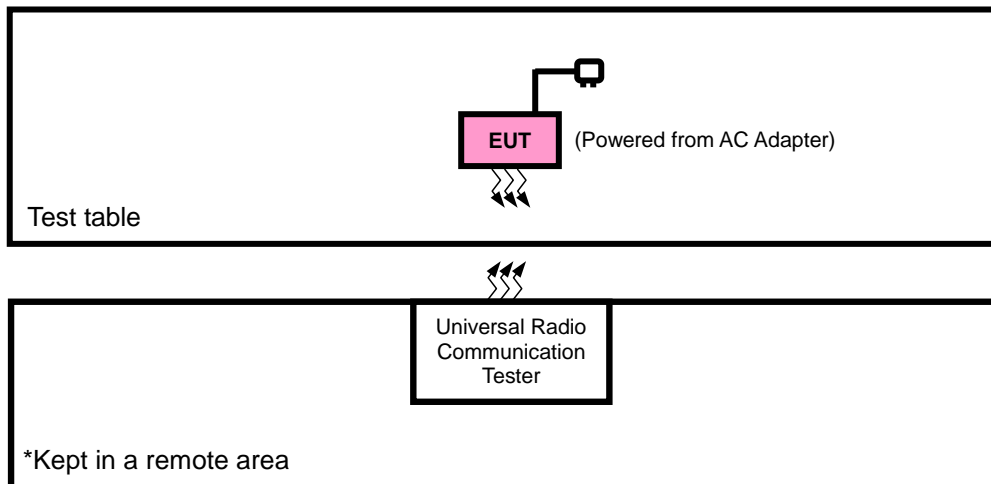 EUT
(Powered from AC Adapter)
Test table
Universal Radio
Communication
Tester
*Kept in a remote area